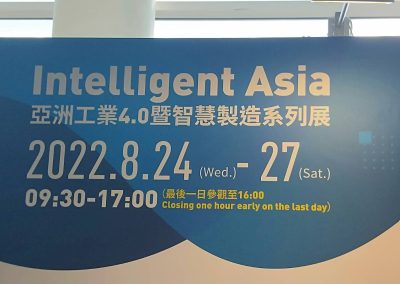 Intelligent Asia
亞洲工業4.0暨智慧製造系列展
2022.8.24 (Wed.) - 27 (Sat.)
09:30-17:00 (最後一日參觀至16:00
Closing one hour early on the last day)